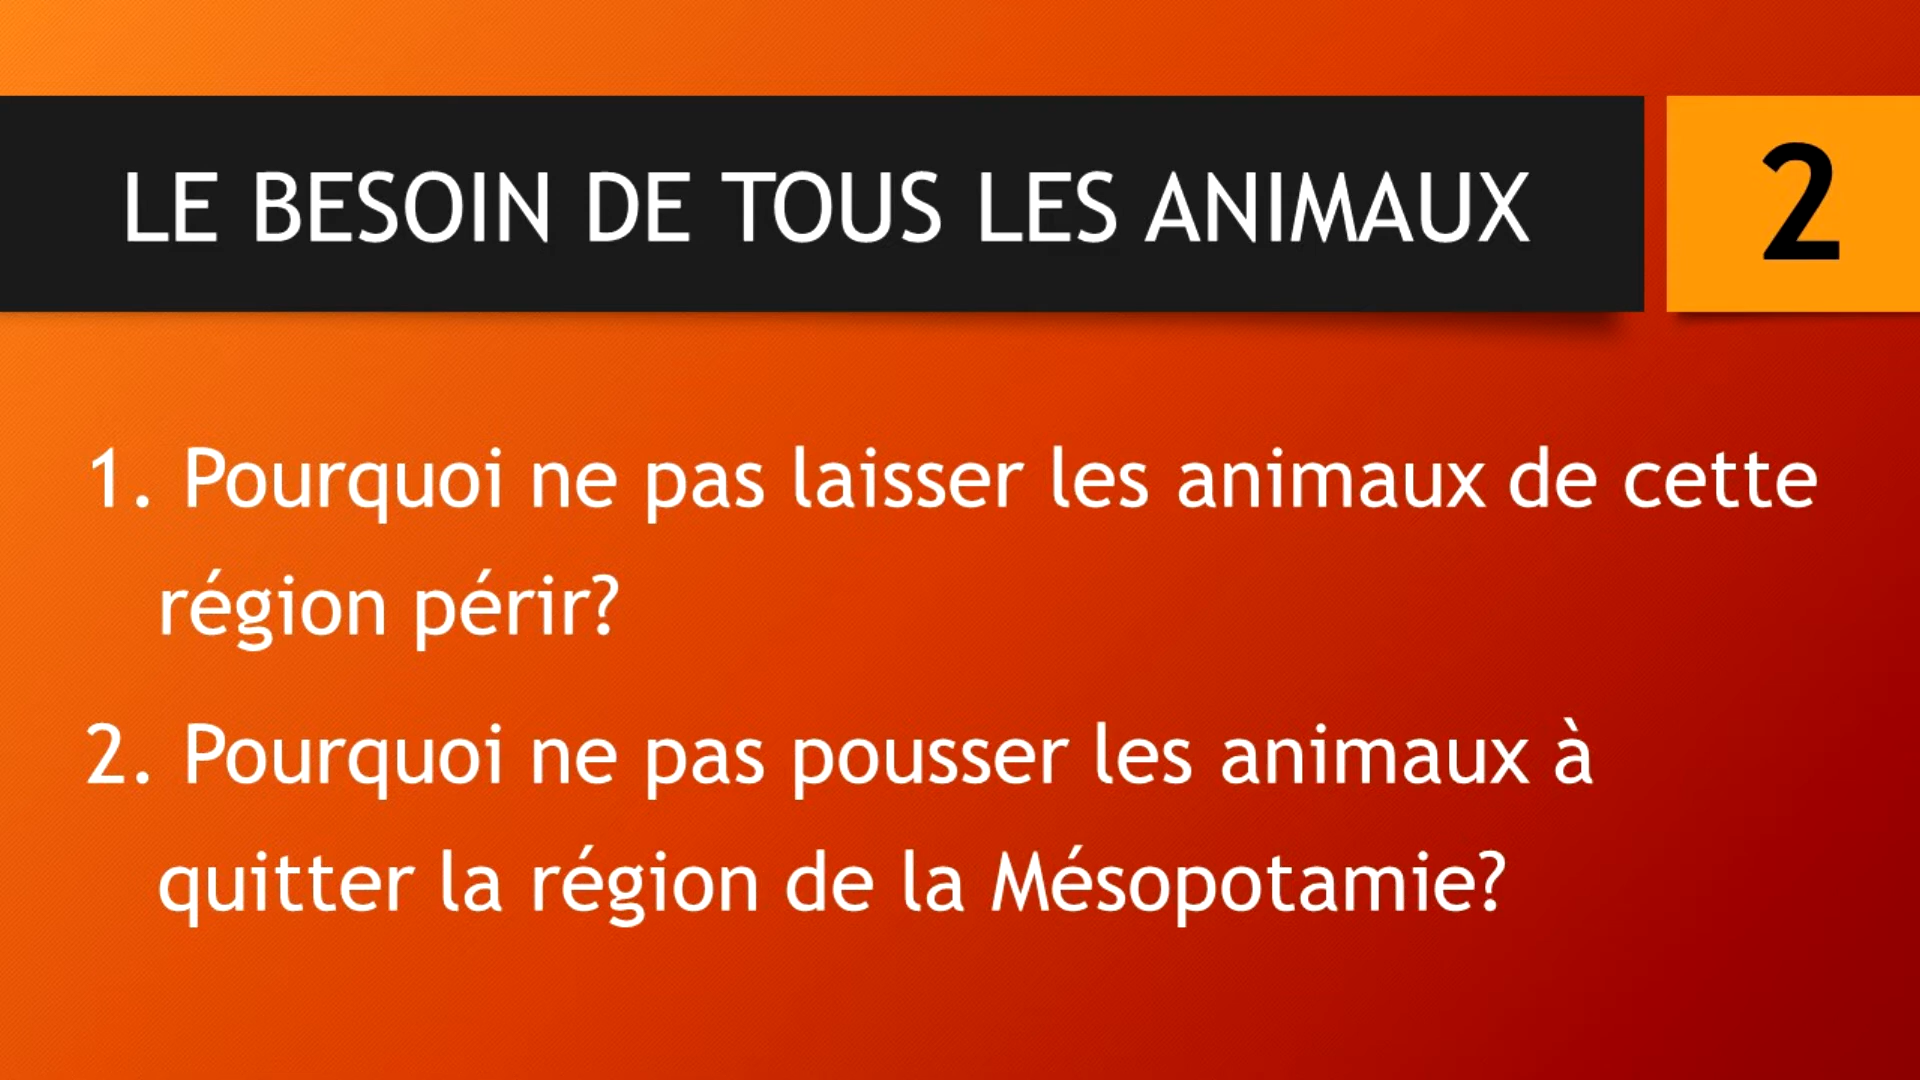 LE BESOIN DE TOUS LES ANIMAUX
2
1. Pourquoi ne pas laisser les animaux de cette
région périr?
2. Pourquoi ne pas pousser les animaux à
quitter la région de la Mésopotamie?